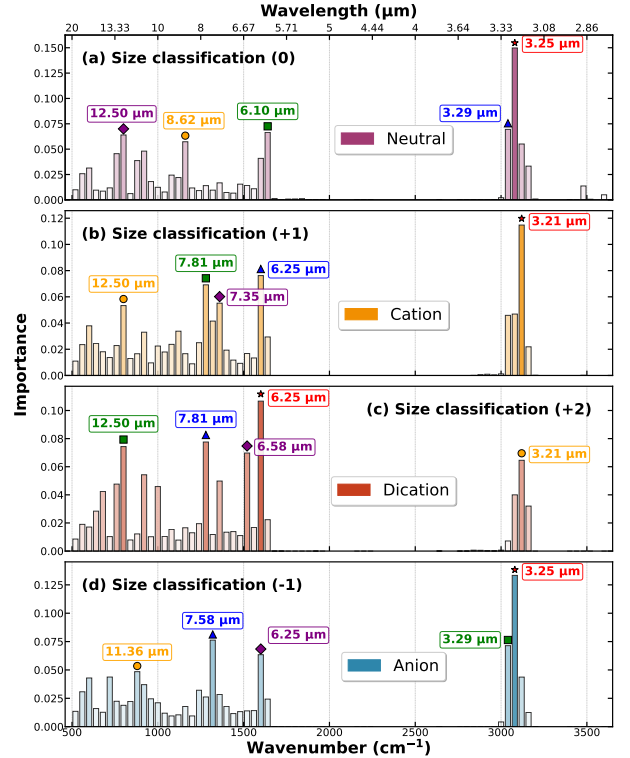 Wavelength (μm)
20 13.33 10 8 6.67 5.71 5 4.44 4 3.64 3.33 3.08 2.86
(a) Size classification (0)
3.25 μm
12.50 μm
8.62 μm
6.10 μm
3.29 μm
Neutral
0.150
0.125
0.100
0.075
0.050
0.025
0.000
(b) Size classification (+1)
3.21 μm
7.81 μm
6.25 μm
12.50 μm
7.35 μm
Cation
0.12
0.10
0.08
0.06
0.04
0.02
0.00
Importance
(c) Size classification (+2)
6.25 μm
7.81 μm
12.50 μm
6.58 μm
3.21 μm
Dication
0.10
0.08
0.06
0.04
0.02
0.00
(d) Size classification (-1)
3.25 μm
7.58 μm
6.25 μm
3.29 μm
11.36 μm
Anion
0.125
0.100
0.075
0.050
0.025
0.000
500 1000 1500 2000 2500 3000 3500
Wavenumber (cm⁻¹)